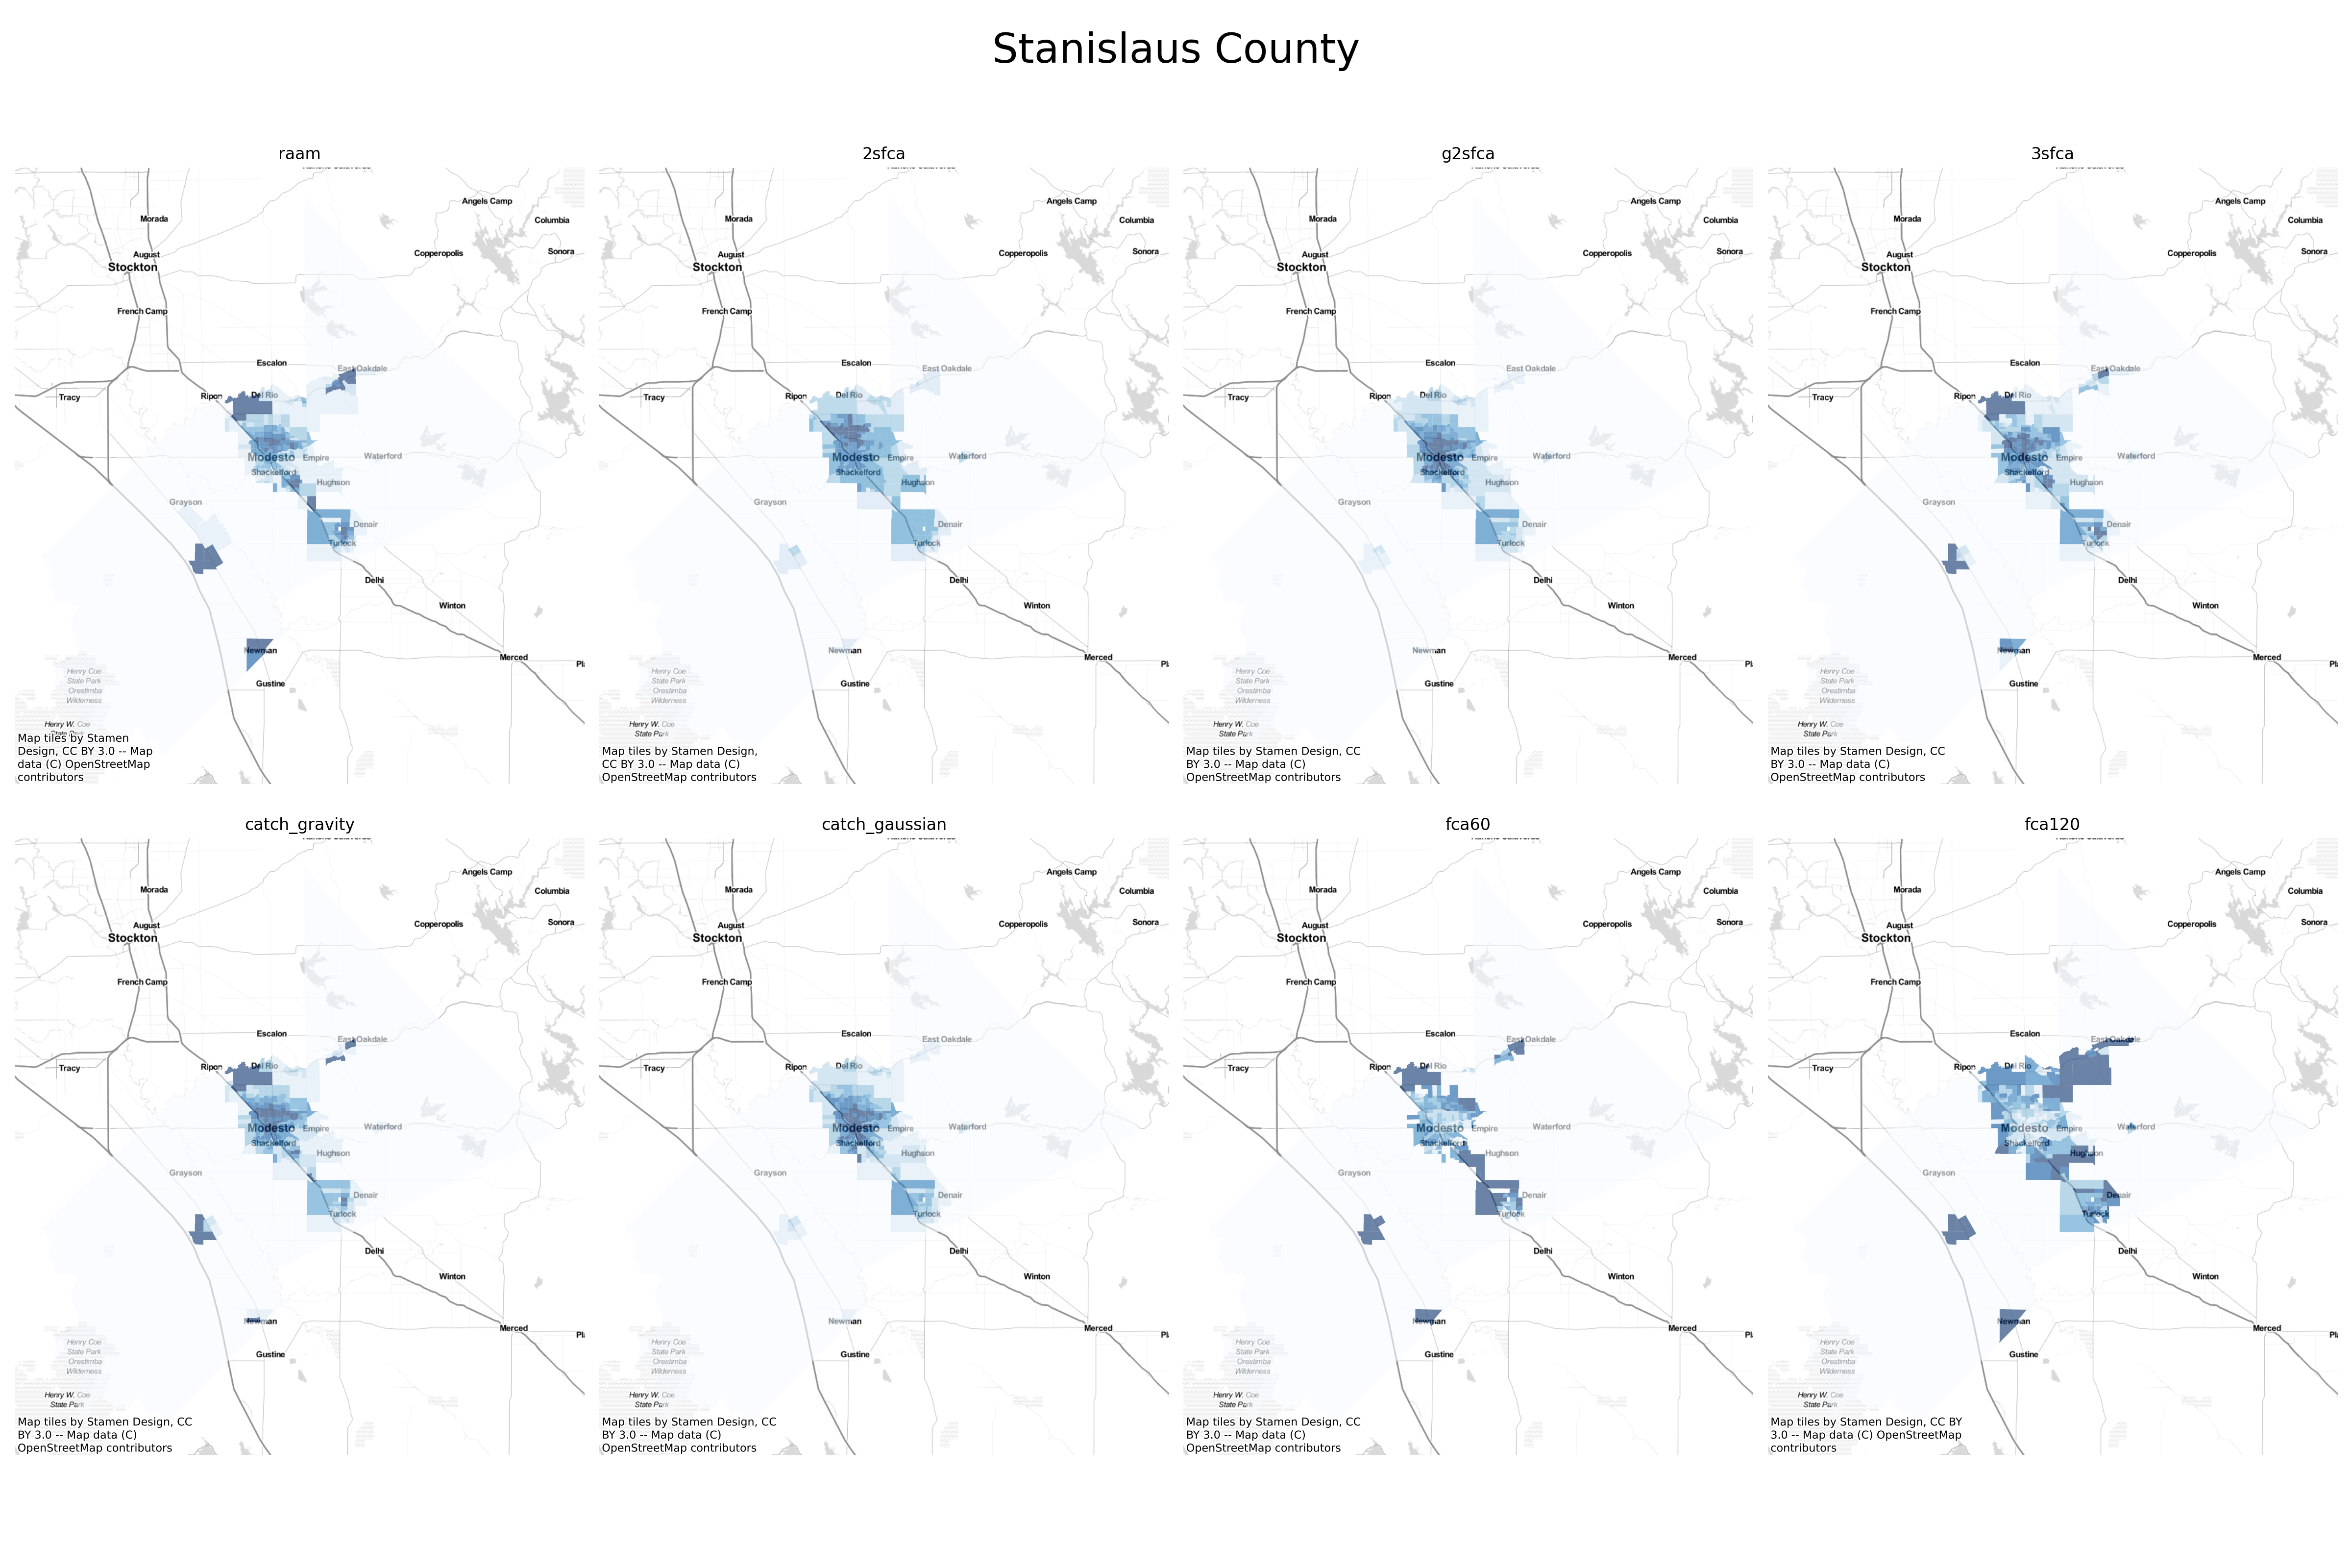 Stanislaus County
raam
Morada
August
Stockton
French Camp
Angels Camp
Columbia
Copperopolis
Sonora
Escalon
East Oakdale
Tracy
Ripon
Del Rio
Modesto
Empire
Waterford
Shackelford
Hughson
Grayson
Denair
Turlock
Delhi
Winton
Newman
Merced
Pl
Gustine
Henry Coe
State Park
Orestimba
Wilderness
Henry W. Coe
State Park
Map tiles by Stamen
Design, CC BY 3.0 -- Map
data (C) OpenStreetMap
contributors
2sfca
Morada
August
Stockton
French Camp
Angels Camp
Columbia
Copperopolis
Sonora
Escalon
East Oakdale
Tracy
Ripon
Del Rio
Modesto
Empire
Waterford
Shackelford
Hughson
Grayson
Denair
Turlock
Delhi
Winton
Newman
Merced
Pl
Gustine
Henry Coe
State Park
Orestimba
Wilderness
Henry W. Coe
State Park
Map tiles by Stamen Design,
CC BY 3.0 -- Map data (C)
OpenStreetMap contributors
g2sfca
Morada
August
Stockton
French Camp
Angels Camp
Columbia
Copperopolis
Sonora
Escalon
East Oakdale
Tracy
Ripon
Del Rio
Modesto
Empire
Waterford
Shackelford
Hughson
Grayson
Denair
Turlock
Delhi
Winton
Newman
Merced
Pl
Gustine
Henry Coe
State Park
Orestimba
Wilderness
Henry W. Coe
State Park
Map tiles by Stamen Design, CC
BY 3.0 -- Map data (C)
OpenStreetMap contributors
3sfca
Morada
August
Stockton
French Camp
Angels Camp
Columbia
Copperopolis
Sonora
Escalon
East Oakdale
Tracy
Ripon
Del Rio
Modesto
Empire
Waterford
Shackelford
Hughson
Grayson
Denair
Turlock
Delhi
Winton
Newman
Merced
Pl
Gustine
Henry Coe
State Park
Orestimba
Wilderness
Henry W. Coe
State Park
Map tiles by Stamen Design, CC
BY 3.0 -- Map data (C)
OpenStreetMap contributors
catch_gravity
Morada
August
Stockton
French Camp
Angels Camp
Columbia
Copperopolis
Sonora
Escalon
East Oakdale
Tracy
Ripon
Del Rio
Modesto
Empire
Waterford
Shackelford
Hughson
Grayson
Denair
Turlock
Delhi
Winton
Newman
Merced
Pl
Gustine
Henry Coe
State Park
Orestimba
Wilderness
Henry W. Coe
State Park
Map tiles by Stamen Design, CC
BY 3.0 -- Map data (C)
OpenStreetMap contributors
catch_gaussian
Morada
August
Stockton
French Camp
Angels Camp
Columbia
Copperopolis
Sonora
Escalon
East Oakdale
Tracy
Ripon
Del Rio
Modesto
Empire
Waterford
Shackelford
Hughson
Grayson
Denair
Turlock
Delhi
Winton
Newman
Merced
Pl
Gustine
Henry Coe
State Park
Orestimba
Wilderness
Henry W. Coe
State Park
Map tiles by Stamen Design, CC
BY 3.0 -- Map data (C)
OpenStreetMap contributors
fca60
Morada
August
Stockton
French Camp
Angels Camp
Columbia
Copperopolis
Sonora
Escalon
East Oakdale
Tracy
Ripon
Del Rio
Modesto
Empire
Waterford
Shackelford
Hughson
Grayson
Denair
Turlock
Delhi
Winton
Newman
Merced
Pl
Gustine
Henry Coe
State Park
Orestimba
Wilderness
Henry W. Coe
State Park
Map tiles by Stamen Design, CC
BY 3.0 -- Map data (C)
OpenStreetMap contributors
fca120
Morada
August
Stockton
French Camp
Angels Camp
Columbia
Copperopolis
Sonora
Escalon
East Oakdale
Tracy
Ripon
Del Rio
Modesto
Empire
Waterford
Shackelford
Hughson
Grayson
Denair
Turlock
Delhi
Winton
Newman
Merced
Pl
Gustine
Henry Coe
State Park
Orestimba
Wilderness
Henry W. Coe
State Park
Map tiles by Stamen Design, CC BY
3.0 -- Map data (C) OpenStreetMap
contributors